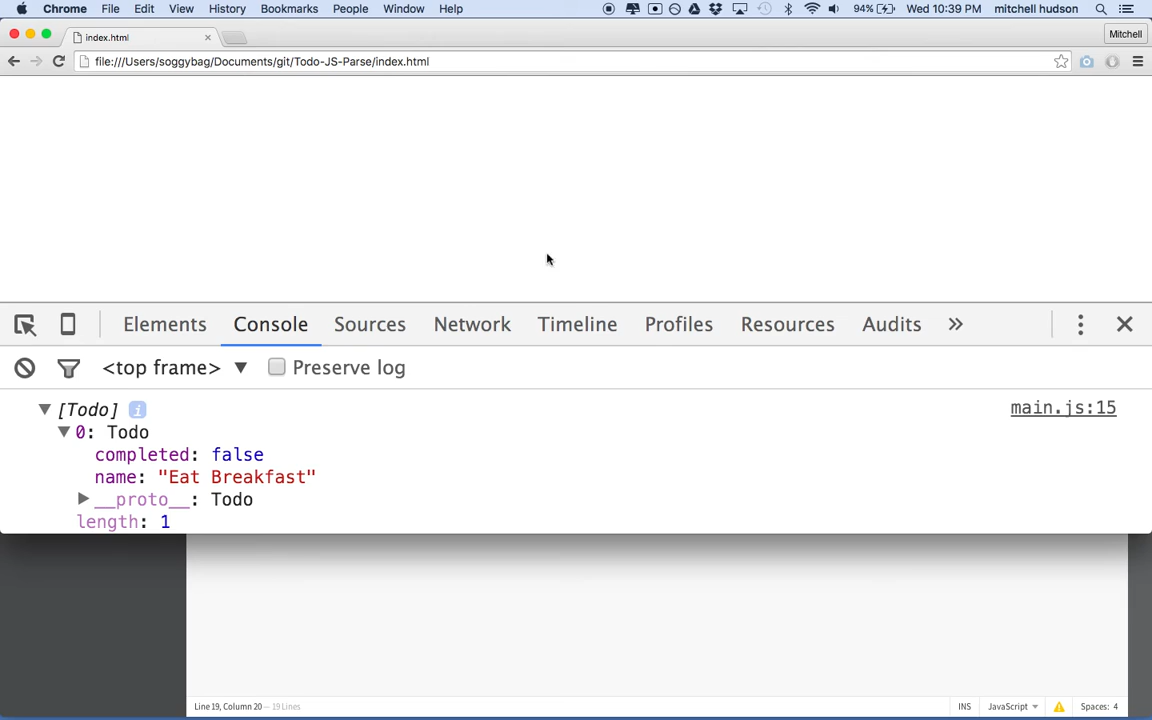 Chrome File Edit View History Bookmarks People Window Help 94% Wed 10:39 PM mitchell hudson
index.html × Mitchell
file:///Users/soggybag/Documents/git/Todo-JS-Parse/index.html
Elements Console Sources Network Timeline Profiles Resources Audits »
<top frame> ▼ Preserve log
▼ [Todo] i main.js:15
▼ 0: Todo
completed: false
name: "Eat Breakfast"
▶ __proto__: Todo
length: 1
Line 19, Column 20 — 19 Lines INS JavaScript Spaces: 4